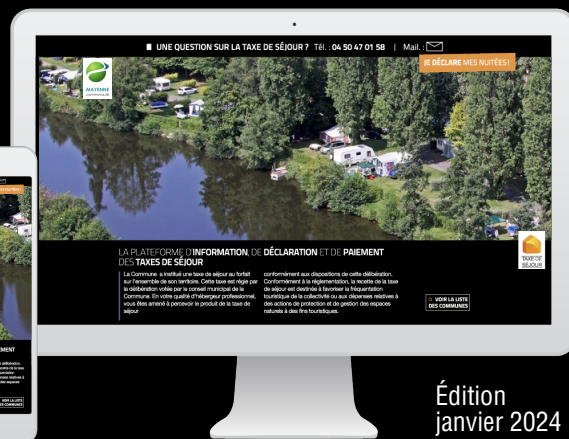 ■ UNE QUESTION SUR LA TAXE DE SÉJOUR ? Tél. : 04 50 47 01 58 | Mail. :
JE DÉCLARE MES NUITÉES !
MAYENNE
communauté
LA PLATEFORME D'INFORMATION, DE DÉCLARATION ET DE PAIEMENT
DES TAXES DE SÉJOUR
La Commune a institué une taxe de séjour au forfait
sur l'ensemble de son territoire. Cette taxe est régie par
la délibération votée par le conseil municipal de la
Commune. En votre qualité d'hébergeur professionnel,
vous êtes amené à percevoir le produit de la taxe de
séjour
conformément aux dispositions de cette délibération.
Conformément à la réglementation, la recette de la taxe
de séjour est destinée à favoriser la fréquentation
touristique de la collectivité ou aux dépenses relatives à
des actions de protection et de gestion des espaces
naturels à des fins touristiques.
TAXE DE
SÉJOUR
VOIR LA LISTE
DES COMMUNES
VOIR LA LISTE
DES COMMUNES
Édition
janvier 2024